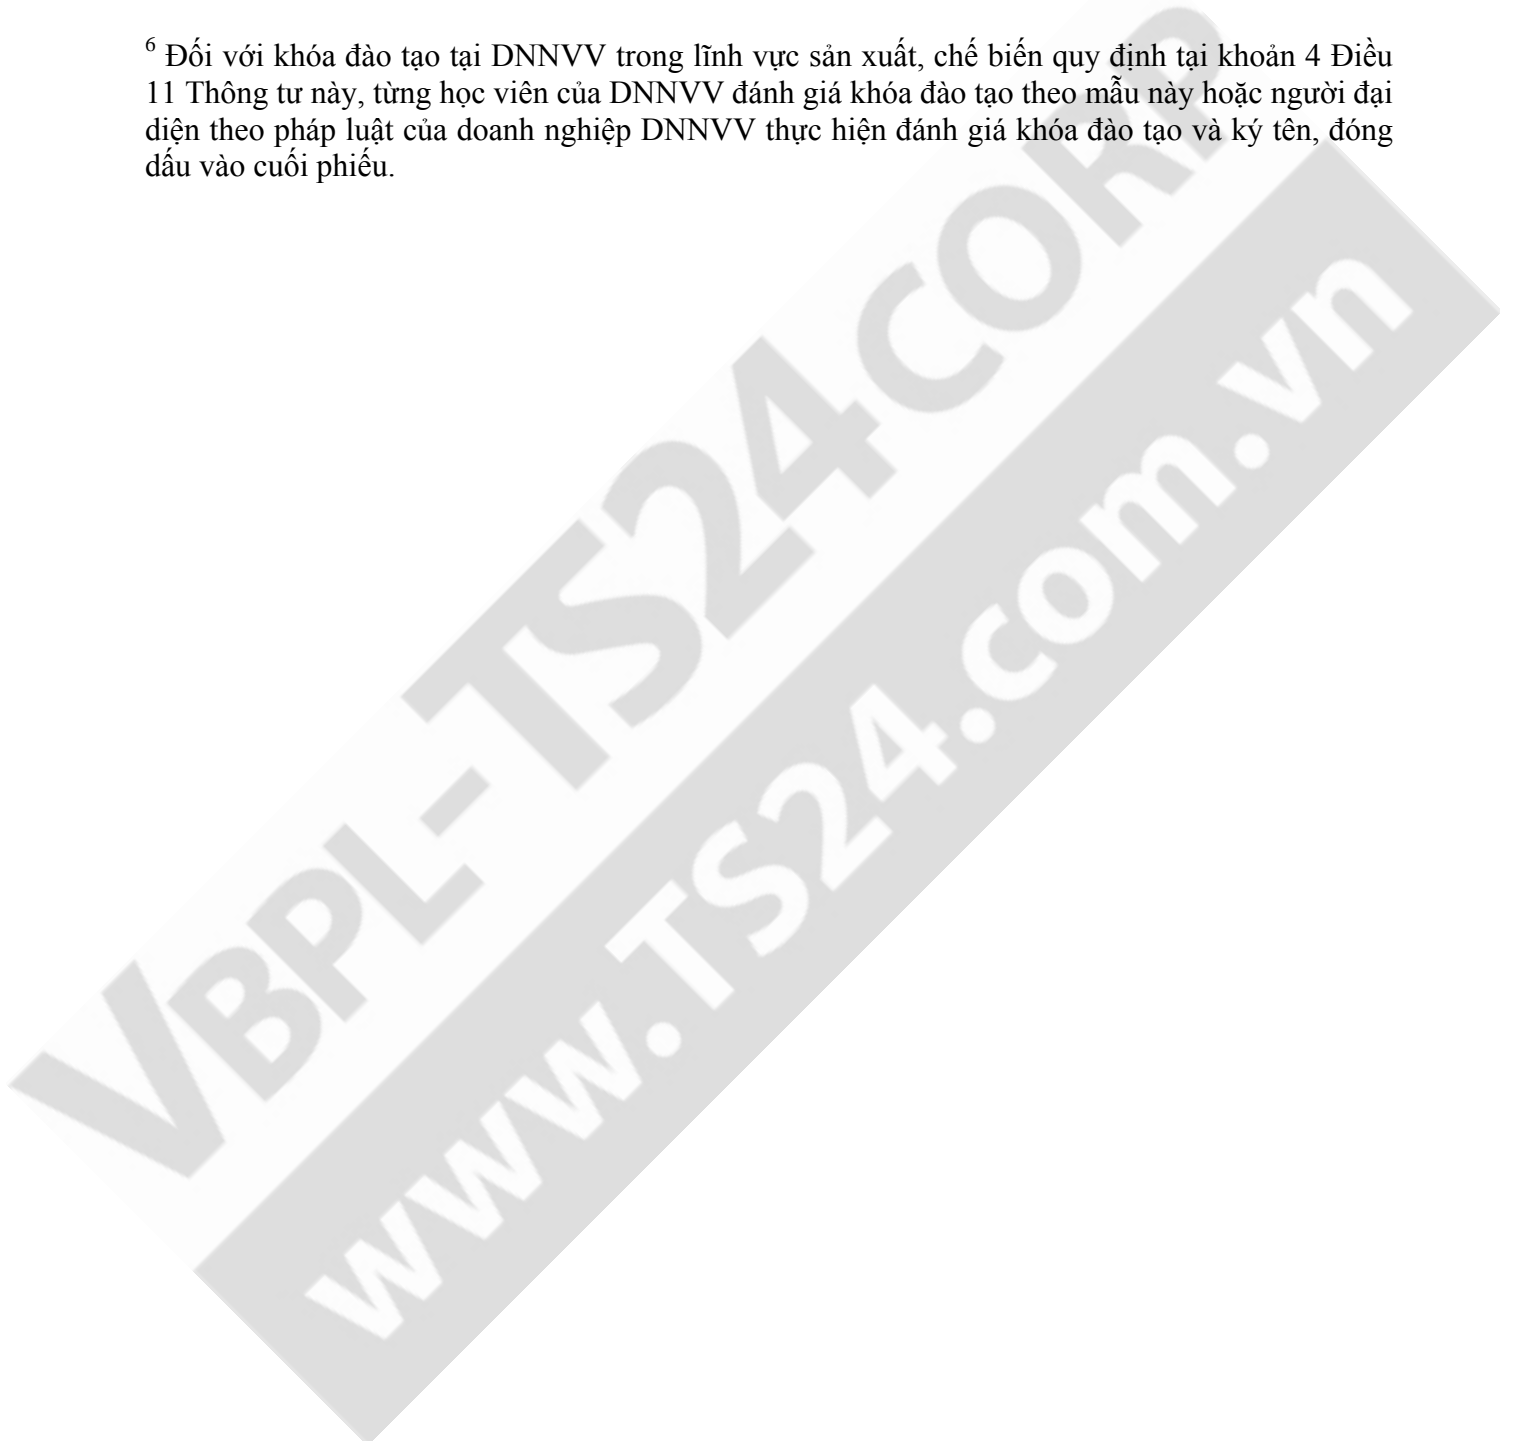 ⁶ Đối với khóa đào tạo tại DNNVV trong lĩnh vực sản xuất, chế biến quy định tại khoản 4 Điều
11 Thông tư này, từng học viên của DNNVV đánh giá khóa đào tạo theo mẫu này hoặc người đại
diện theo pháp luật của doanh nghiệp DNNVV thực hiện đánh giá khóa đào tạo và ký tên, đóng
dấu vào cuối phiếu.
VBPL-TS24CORP
www.TS24.com.vn